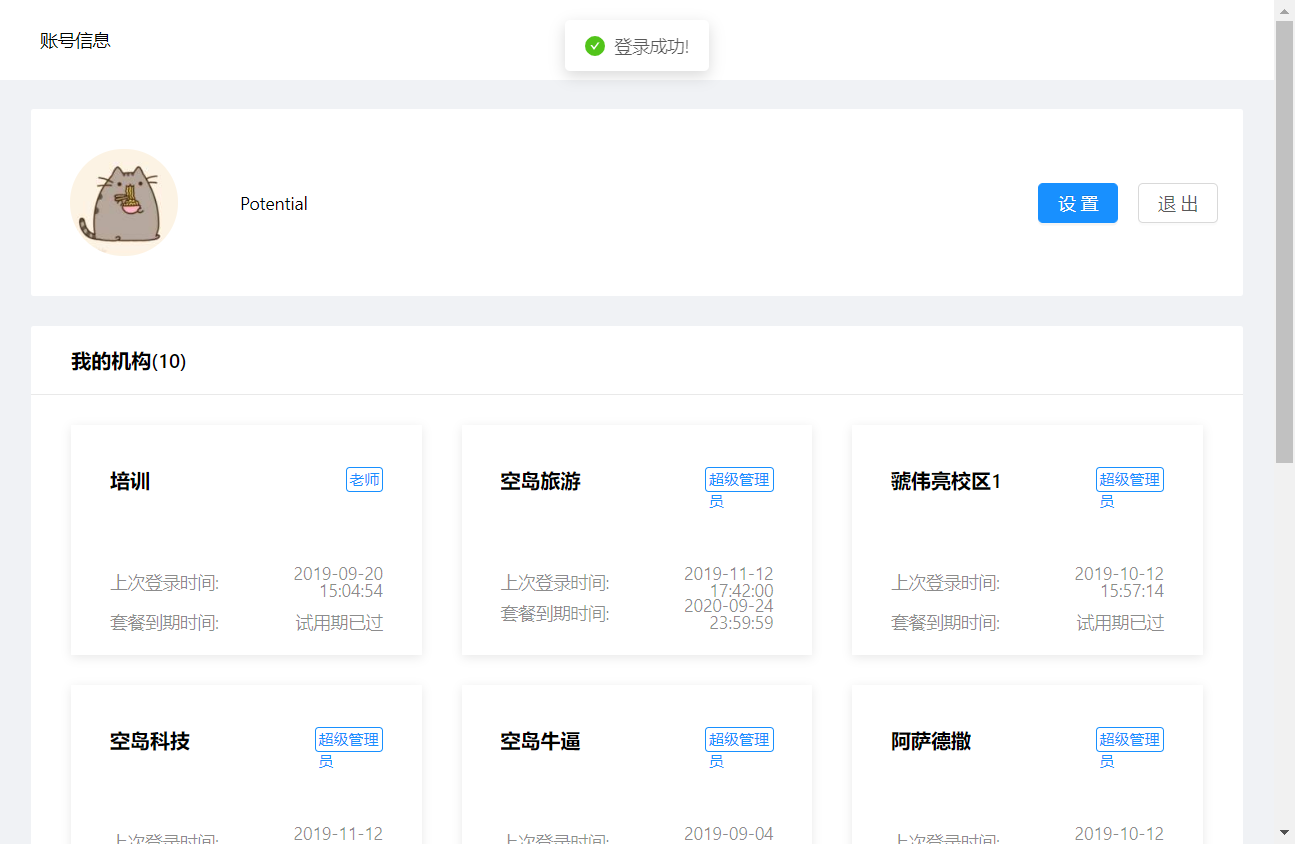 账号信息
登录成功!
Potential
设 置
退 出
我的机构(10)
培训
老师
上次登录时间:
2019-09-20
15:04:54
套餐到期时间:
试用期已过
空岛旅游
超级管理
员
上次登录时间:
2019-11-12
17:42:00
套餐到期时间:
2020-09-24
23:59:59
虢伟亮校区1
超级管理
员
上次登录时间:
2019-10-12
15:57:14
套餐到期时间:
试用期已过
空岛科技
超级管理
员
上次登录时间:
2019-11-12
空岛牛逼
超级管理
员
上次登录时间:
2019-09-04
阿萨德撒
超级管理
员
上次登录时间:
2019-10-12